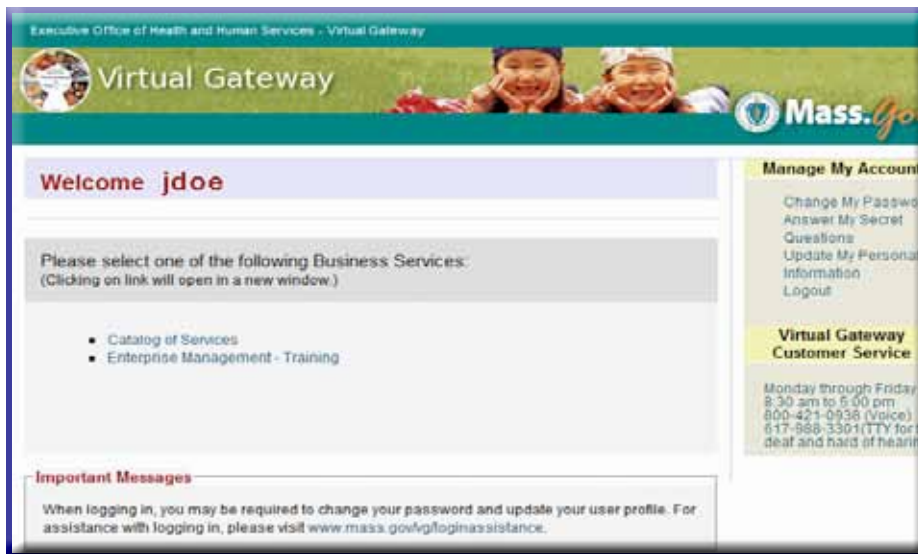 Executive Office of Health and Human Services - Virtual Gateway
Virtual Gateway
Mass.Go
Welcome jdoe
Please select one of the following Business Services:
(Clicking on link will open in a new window.)
Catalog of Services
Enterprise Management - Training
Important Messages
When logging in, you may be required to change your password and update your user profile. For
assistance with logging in, please visit www.mass.gov/vg/loginassistance.
Manage My Account
Change My Passwo
Answer My Secret
Questions
Update My Personal
Information
Logout
Virtual Gateway
Customer Service
Monday through Friday
8:30 am to 5:00 pm
800-421-0938 (Voice)
617-988-3301(TTY for
deaf and hard of hearin